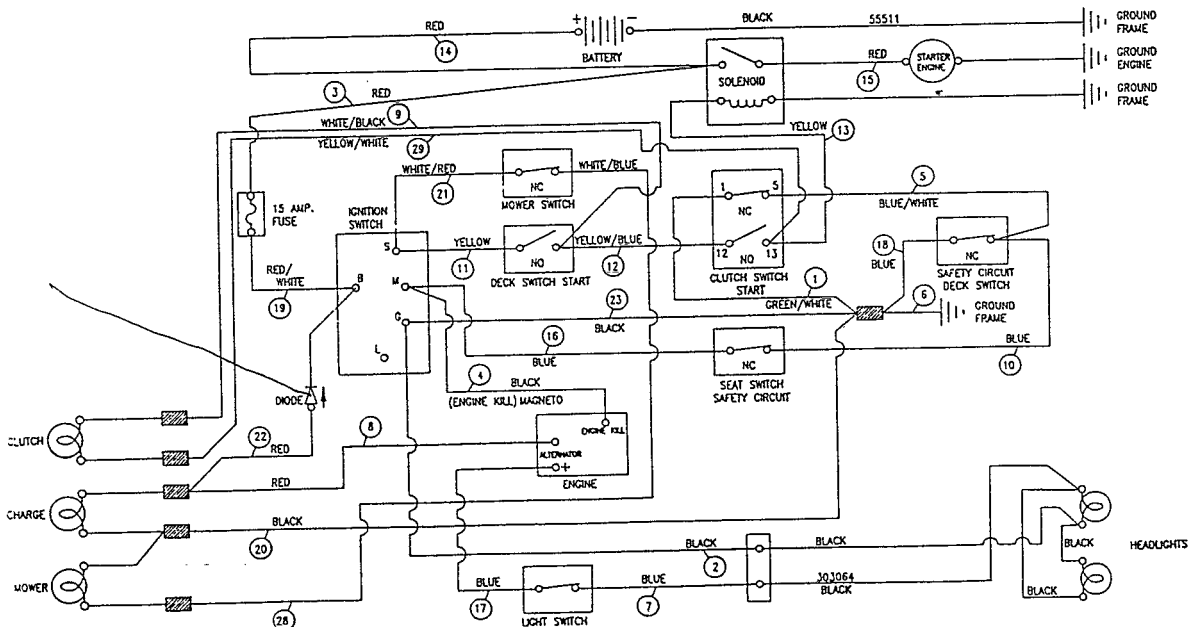 RED
14
+
−
BATTERY
BLACK
55511
GROUND
FRAME
SOLENOID
RED
15
STARTER
ENGINE
GROUND
ENGINE
GROUND
FRAME
3
RED
WHITE/BLACK
9
YELLOW/WHITE
29
YELLOW
13
WHITE/RED
21
NC
MOWER SWITCH
WHITE/BLUE
15 AMP.
FUSE
IGNITION
SWITCH
S
YELLOW
11
NO
DECK SWITCH START
YELLOW/BLUE
12
1
5
NC
12
13
NO
CLUTCH SWITCH
START
5
BLUE/WHITE
18
BLUE
NC
SAFETY CIRCUIT
DECK SWITCH
RED/
WHITE
19
B
M
G
L
1
GREEN/WHITE
23
BLACK
6
GROUND
FRAME
16
BLUE
NC
SEAT SWITCH
SAFETY CIRCUIT
BLUE
10
4
BLACK
(ENGINE KILL) MAGNETO
DIODE
ENGINE KILL
ALTERNATOR
+
ENGINE
CLUTCH
22
RED
8
RED
CHARGE
BLACK
20
MOWER
28
BLACK
2
BLACK
BLUE
17
LIGHT SWITCH
BLUE
7
303064
BLACK
BLACK
BLACK
HEADLIGHTS